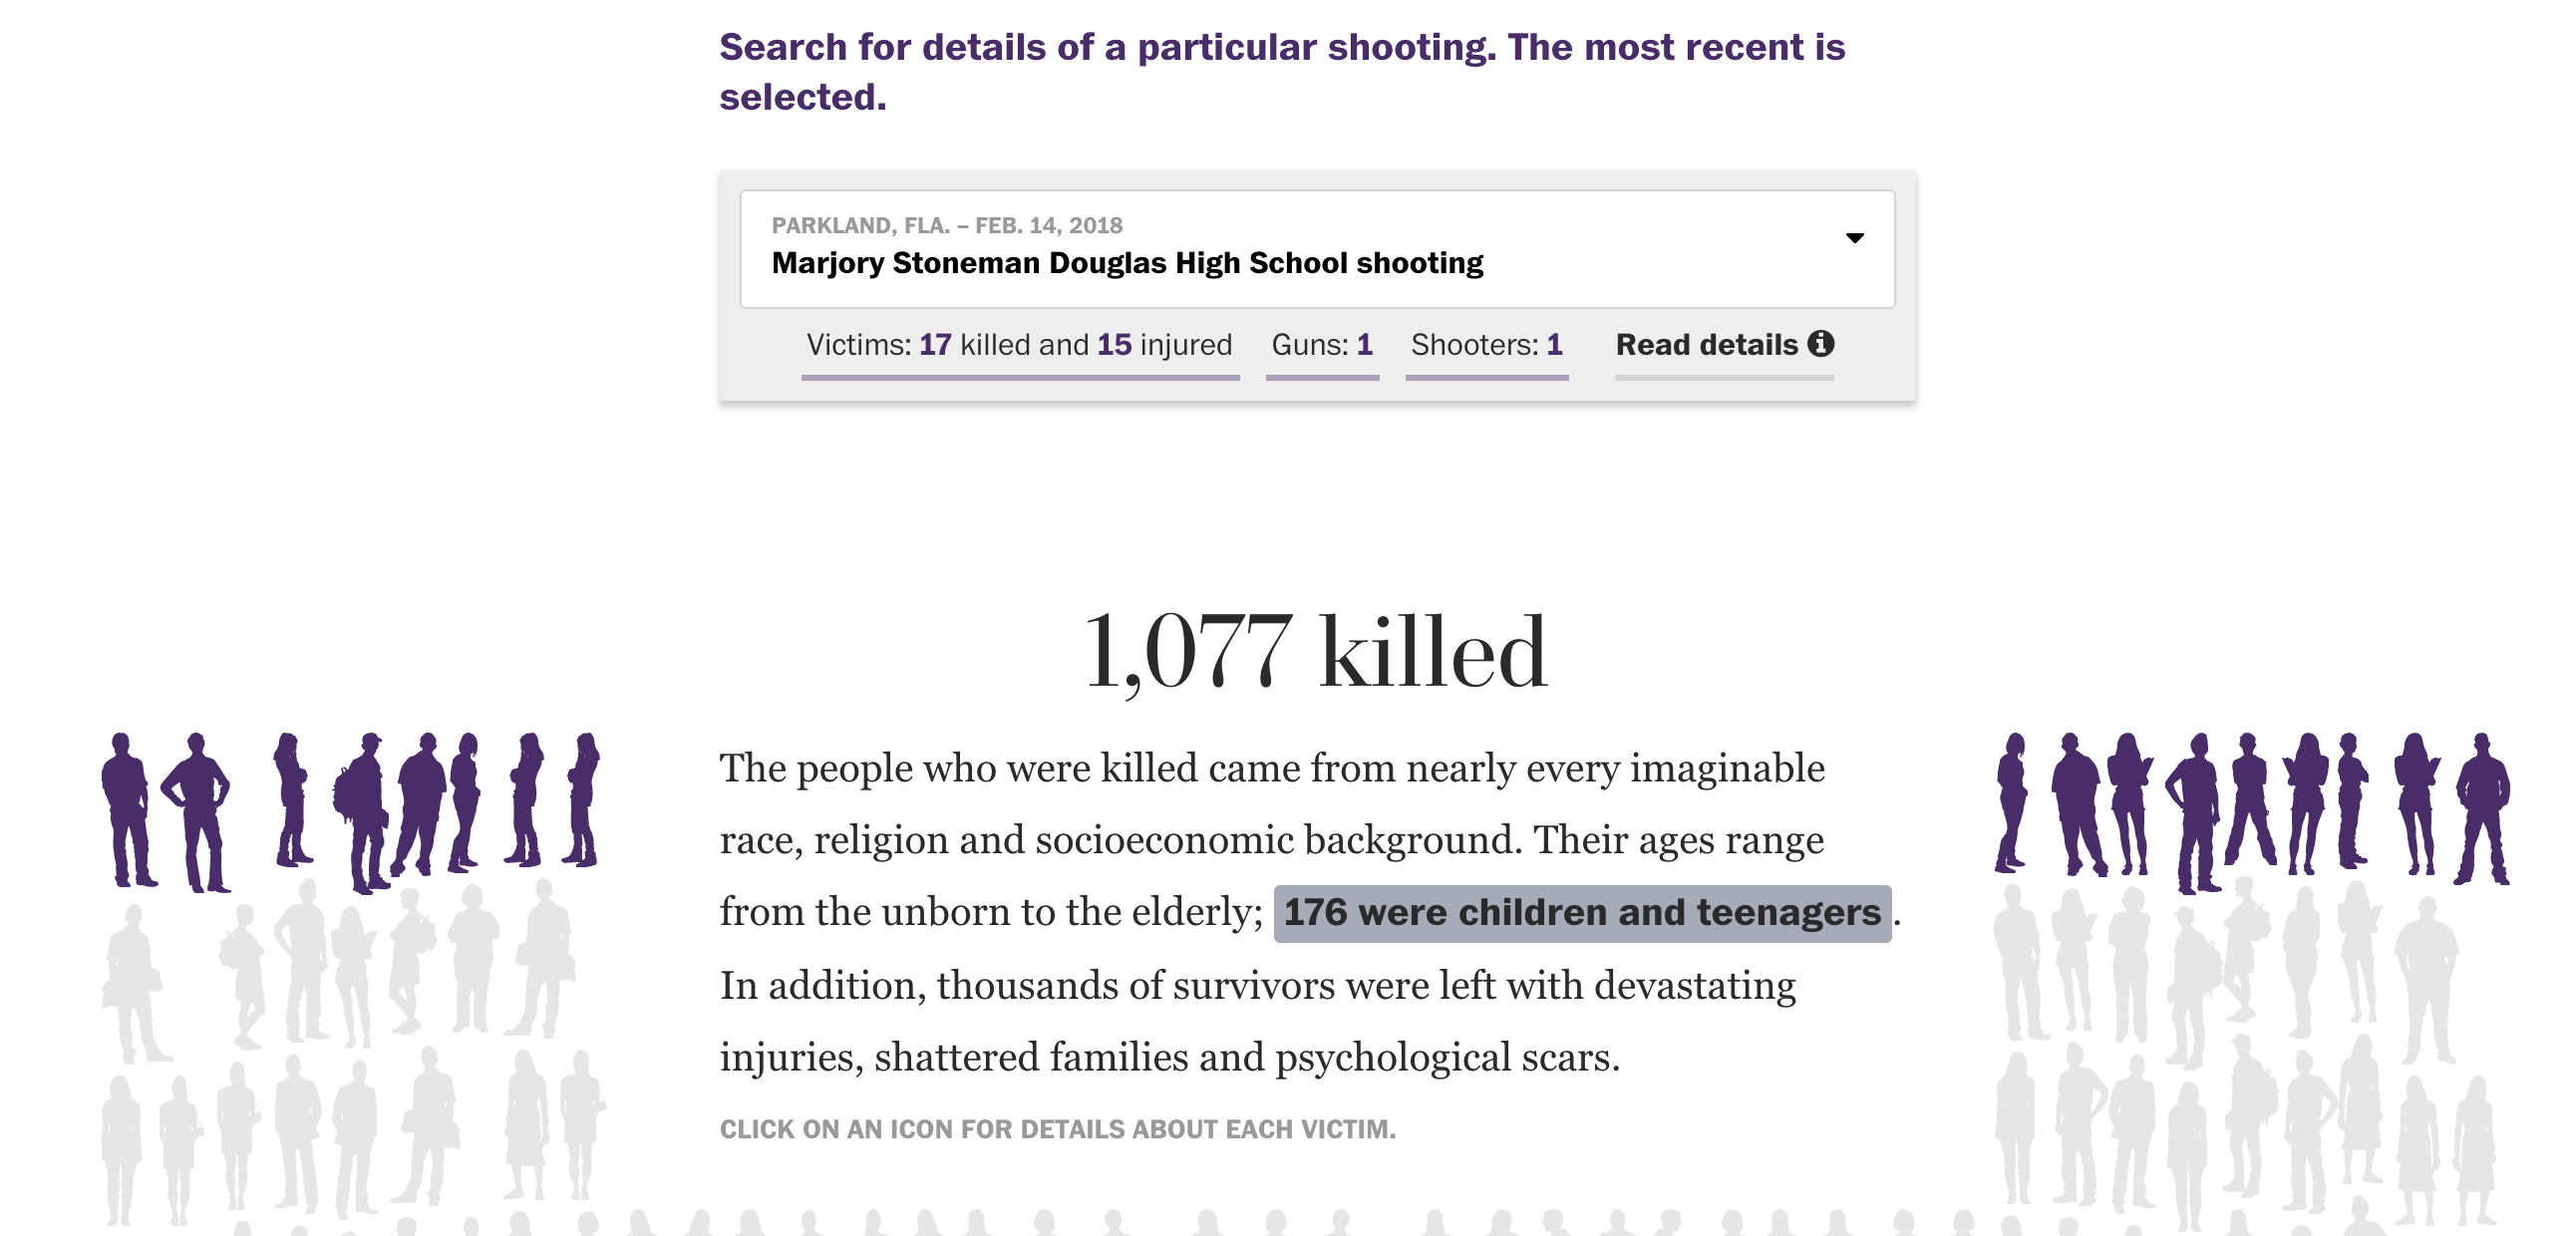 Search for details of a particular shooting. The most recent is
selected.
PARKLAND, FLA. – FEB. 14, 2018
Marjory Stoneman Douglas High School shooting
Victims: 17 killed and 15 injured Guns: 1 Shooters: 1 Read details
1,077 killed
The people who were killed came from nearly every imaginable
race, religion and socioeconomic background. Their ages range
from the unborn to the elderly; 176 were children and teenagers.
In addition, thousands of survivors were left with devastating
injuries, shattered families and psychological scars.
CLICK ON AN ICON FOR DETAILS ABOUT EACH VICTIM.